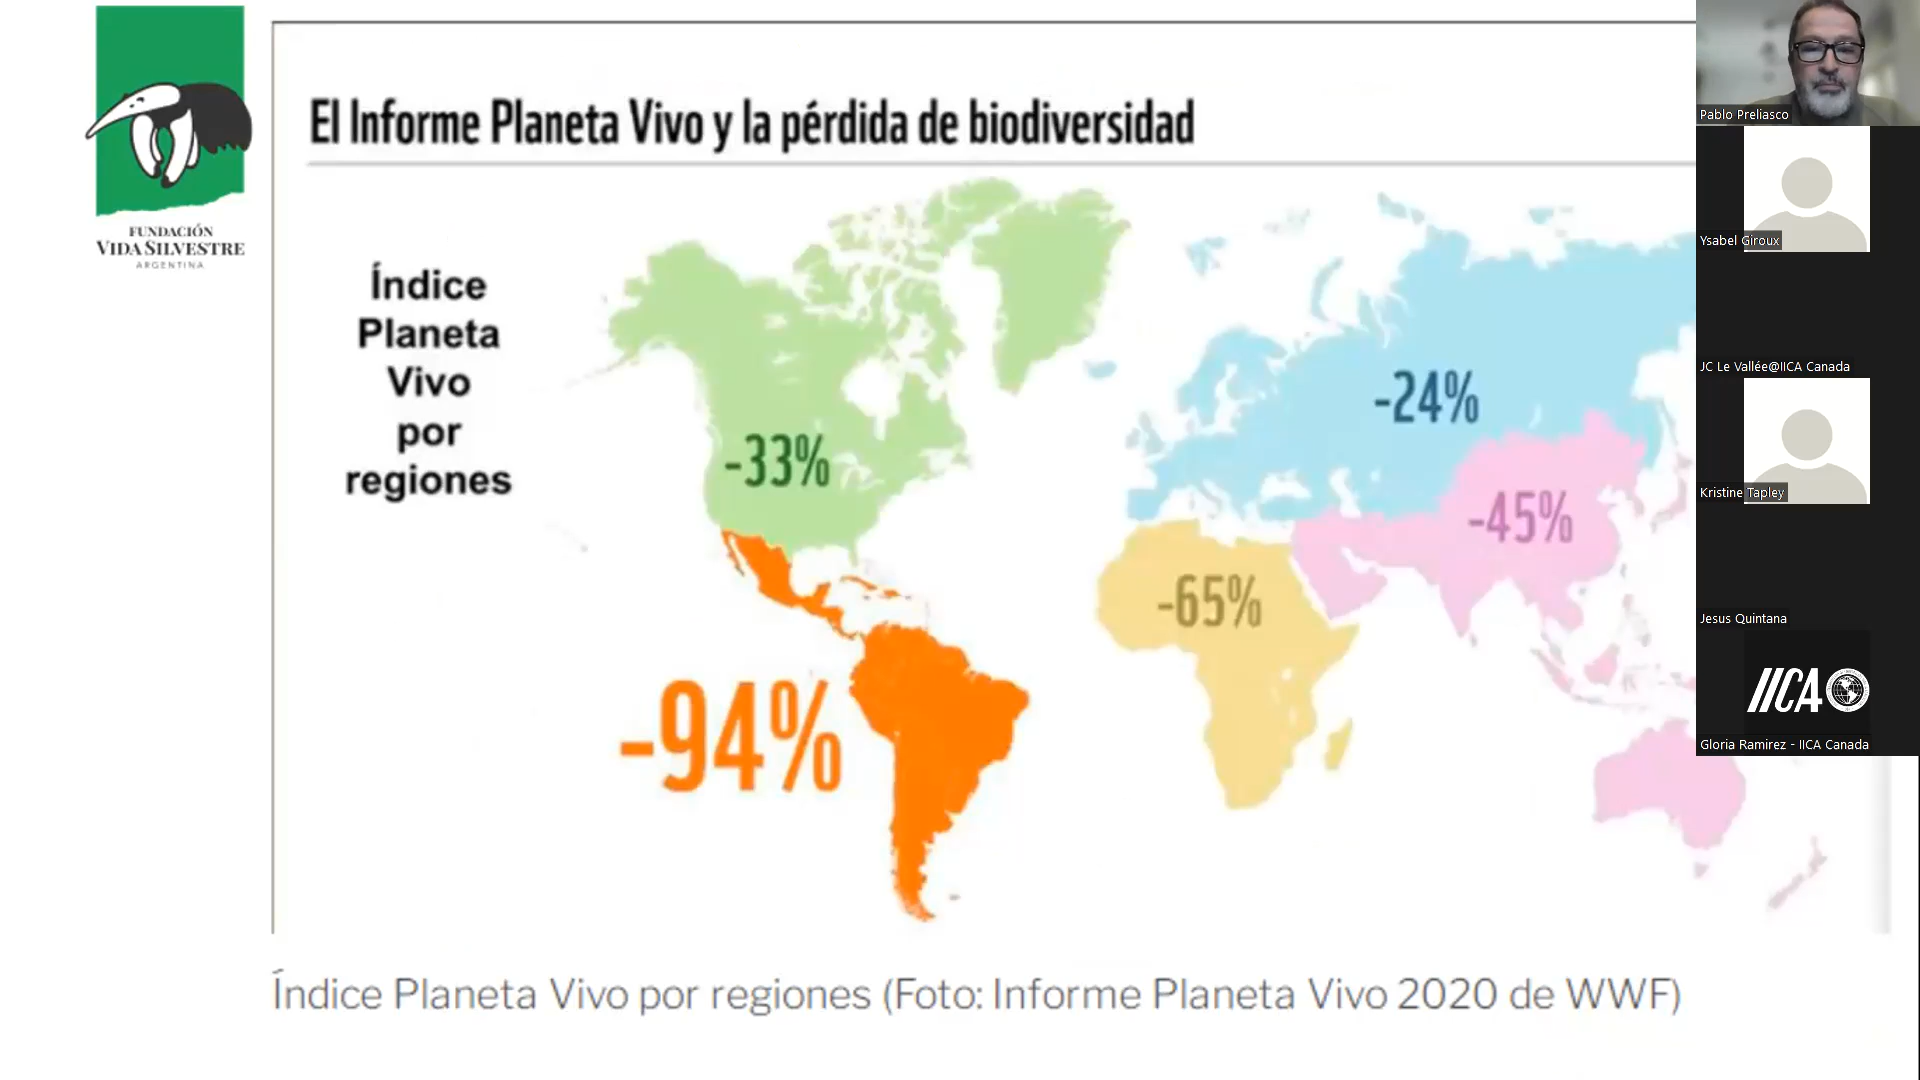 FUNDACIÓN
VIDA SILVESTRE
ARGENTINA
El Informe Planeta Vivo y la pérdida de biodiversidad
Índice
Planeta
Vivo
por
regiones
-33%
-24%
-45%
-65%
-94%
Índice Planeta Vivo por regiones (Foto: Informe Planeta Vivo 2020 de WWF)
Pablo Preliasco
Ysabel Giroux
JC Le Vallée@IICA Canada
Kristine Tapley
Jesus Quintana
IICA
Gloria Ramirez - IICA Canada